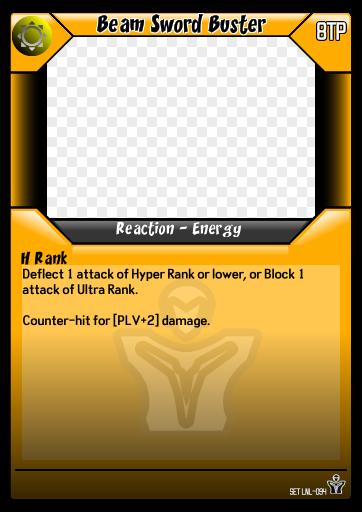 Beam Sword Buster
8TP
Reaction - Energy
H Rank
Deflect 1 attack of Hyper Rank or lower, or Block 1
attack of Ultra Rank.
Counter-hit for [PLV+2] damage.
SET LNL-094